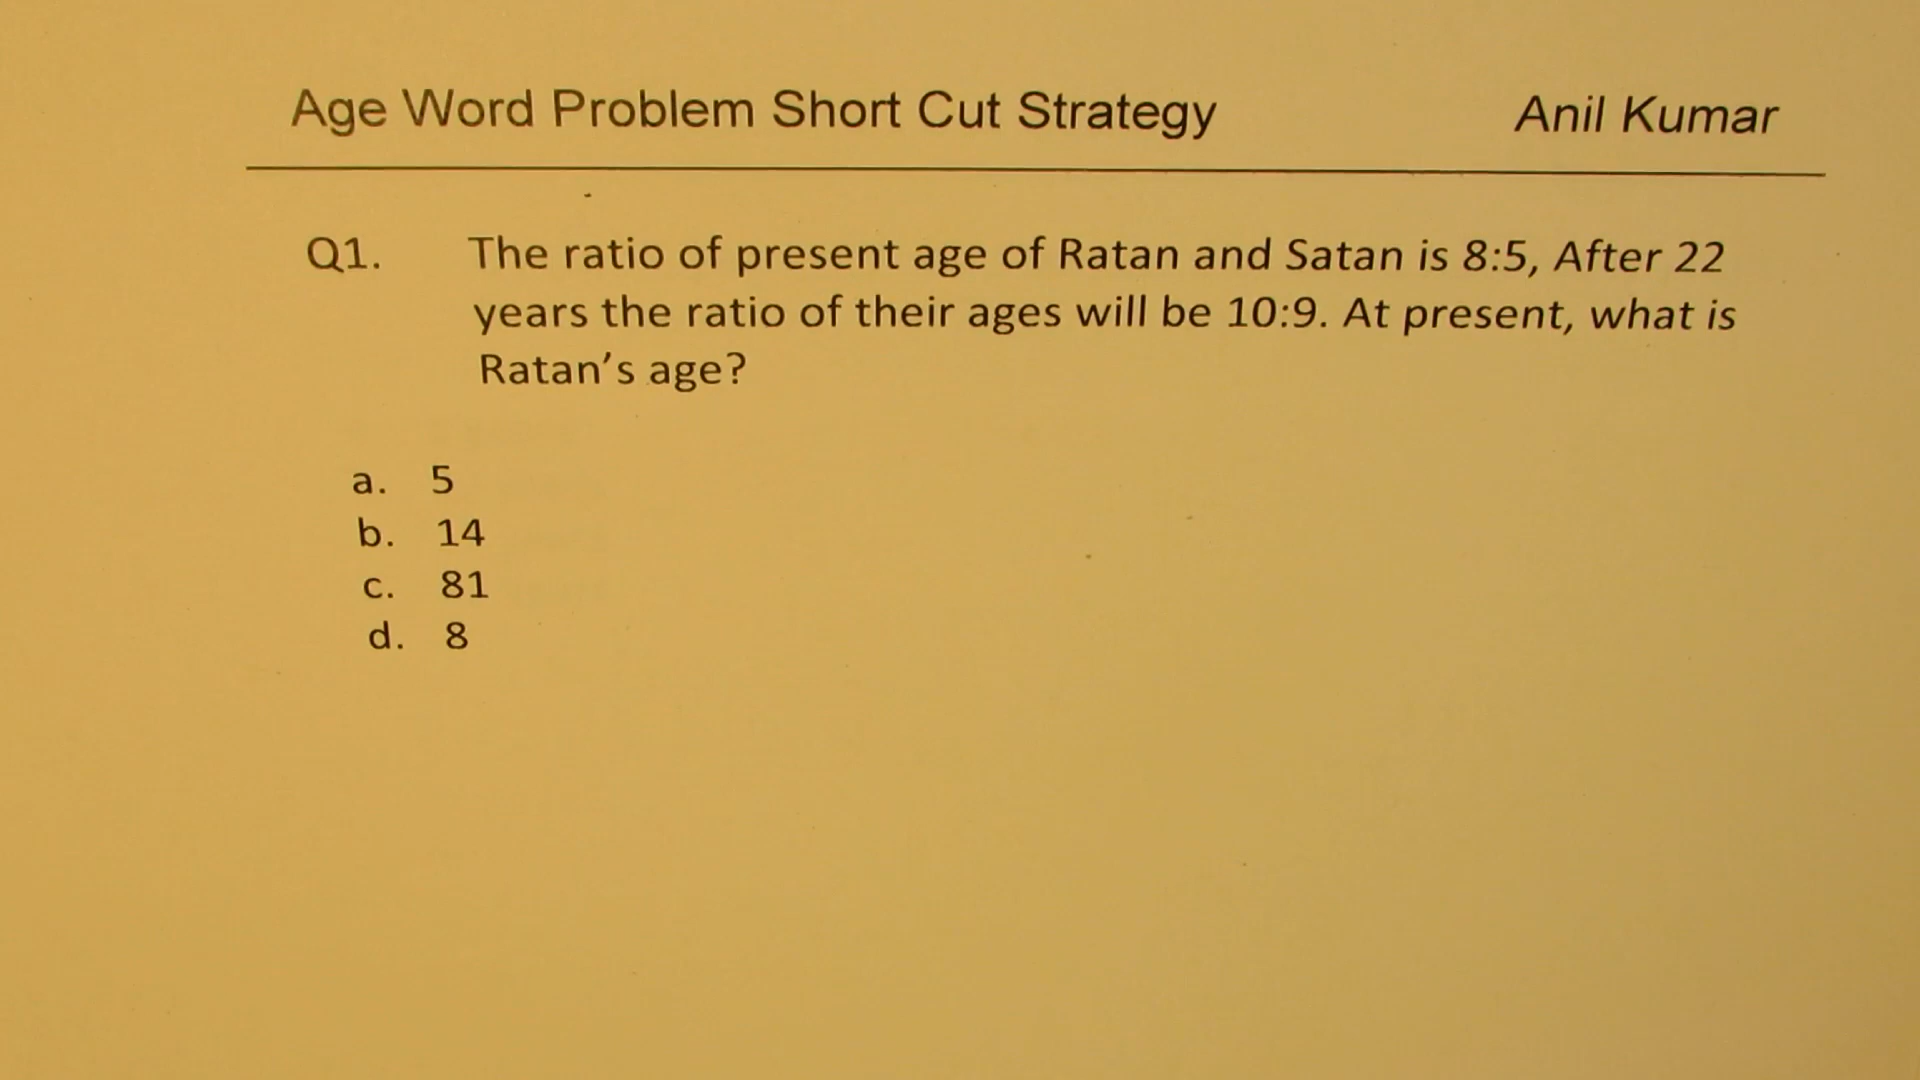 Age Word Problem Short Cut Strategy Anil Kumar
Q1. The ratio of present age of Ratan and Satan is 8:5, After 22
years the ratio of their ages will be 10:9. At present, what is
Ratan's age?
a. 5
b. 14
c. 81
d. 8